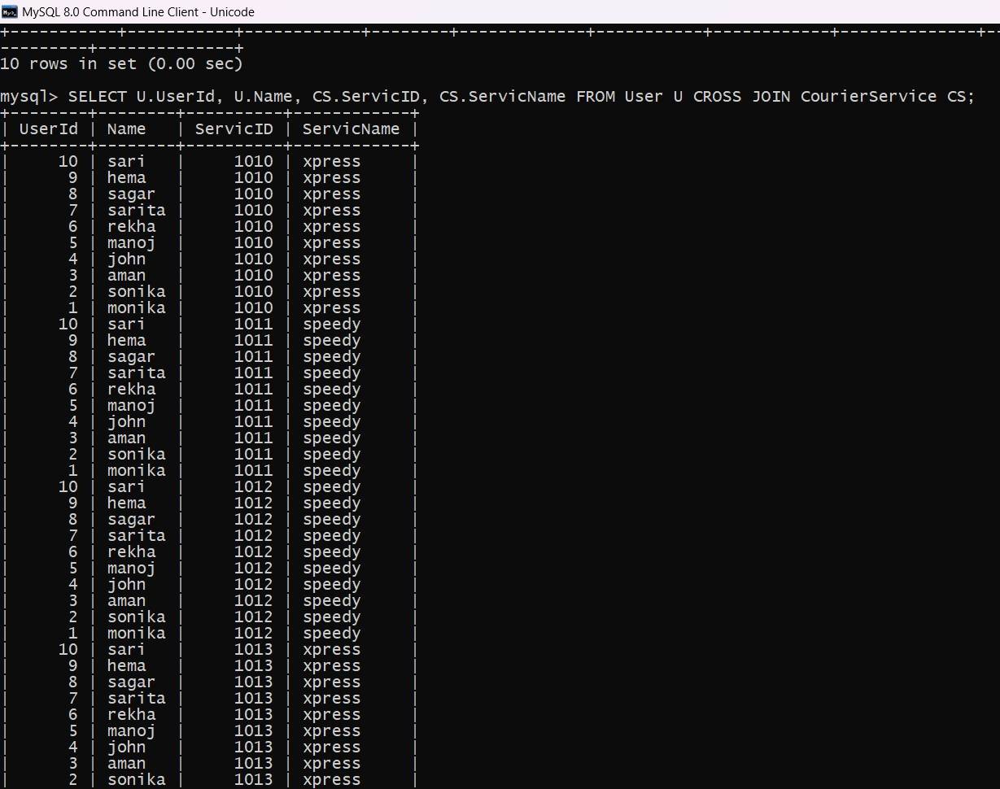 MySQL 8.0 Command Line Client - Unicode
+-----------+-----------+------------+--------+-------------+-----------+------------+--------------+--
---------+--------------+
10 rows in set (0.00 sec)
mysql> SELECT U.UserId, U.Name, CS.ServicID, CS.ServicName FROM User U CROSS JOIN CourierService CS;
+--------+--------+----------+------------+
| UserId | Name   | ServicID | ServicName |
+--------+--------+----------+------------+
|     10 | sari   |     1010 | xpress     |
|      9 | hema   |     1010 | xpress     |
|      8 | sagar  |     1010 | xpress     |
|      7 | sarita |     1010 | xpress     |
|      6 | rekha  |     1010 | xpress     |
|      5 | manoj  |     1010 | xpress     |
|      4 | john   |     1010 | xpress     |
|      3 | aman   |     1010 | xpress     |
|      2 | sonika |     1010 | xpress     |
|      1 | monika |     1010 | xpress     |
|     10 | sari   |     1011 | speedy     |
|      9 | hema   |     1011 | speedy     |
|      8 | sagar  |     1011 | speedy     |
|      7 | sarita |     1011 | speedy     |
|      6 | rekha  |     1011 | speedy     |
|      5 | manoj  |     1011 | speedy     |
|      4 | john   |     1011 | speedy     |
|      3 | aman   |     1011 | speedy     |
|      2 | sonika |     1011 | speedy     |
|      1 | monika |     1011 | speedy     |
|     10 | sari   |     1012 | speedy     |
|      9 | hema   |     1012 | speedy     |
|      8 | sagar  |     1012 | speedy     |
|      7 | sarita |     1012 | speedy     |
|      6 | rekha  |     1012 | speedy     |
|      5 | manoj  |     1012 | speedy     |
|      4 | john   |     1012 | speedy     |
|      3 | aman   |     1012 | speedy     |
|      2 | sonika |     1012 | speedy     |
|      1 | monika |     1012 | speedy     |
|     10 | sari   |     1013 | xpress     |
|      9 | hema   |     1013 | xpress     |
|      8 | sagar  |     1013 | xpress     |
|      7 | sarita |     1013 | xpress     |
|      6 | rekha  |     1013 | xpress     |
|      5 | manoj  |     1013 | xpress     |
|      4 | john   |     1013 | xpress     |
|      3 | aman   |     1013 | xpress     |
|      2 | sonika |     1013 | xpress     |